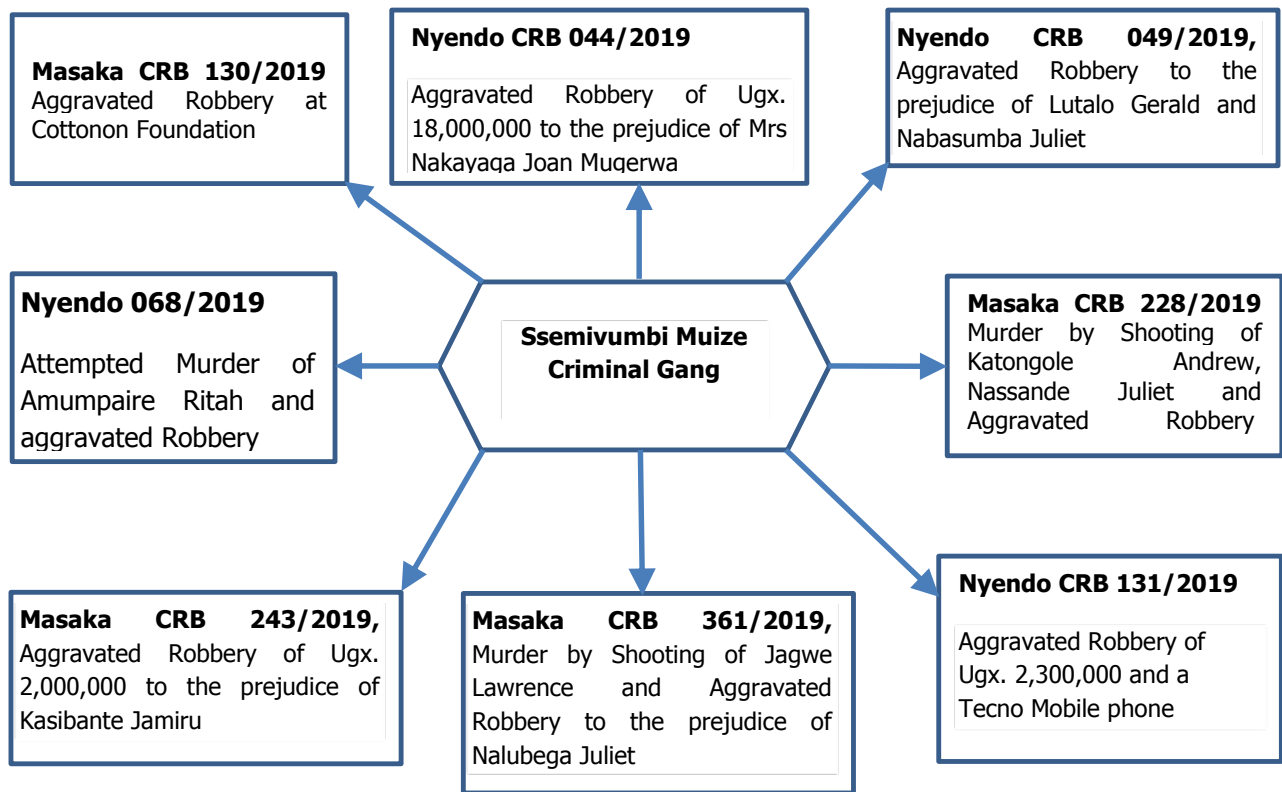 Masaka CRB 130/2019
Aggravated Robbery at
Cottonon Foundation
Nyendo CRB 044/2019
Aggravated Robbery of Ugx.
18,000,000 to the prejudice of Mrs
Nakayaga Joan Mugerwa
Nyendo CRB 049/2019,
Aggravated Robbery to the
prejudice of Lutalo Gerald and
Nabasumba Juliet
Nyendo 068/2019
Attempted Murder of
Amumpaire Ritah and
aggravated Robbery
Ssemivumbi Muize
Criminal Gang
Masaka CRB 228/2019
Murder by Shooting of
Katongole Andrew,
Nassande Juliet and
Aggravated Robbery
Masaka CRB 243/2019,
Aggravated Robbery of Ugx.
2,000,000 to the prejudice of
Kasibante Jamiru
Masaka CRB 361/2019,
Murder by Shooting of Jagwe
Lawrence and Aggravated
Robbery to the prejudice of
Nalubega Juliet
Nyendo CRB 131/2019
Aggravated Robbery of
Ugx. 2,300,000 and a
Tecno Mobile phone